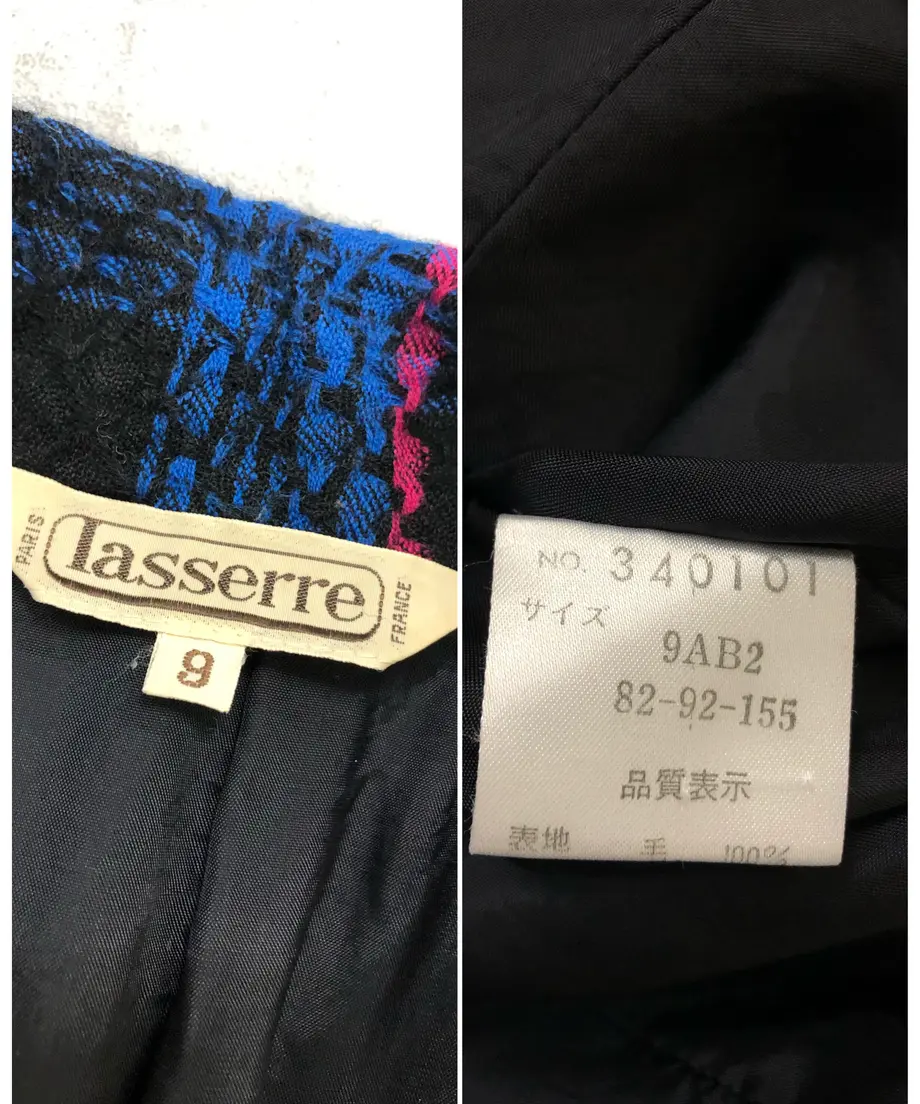 PARIS
lasserre
FRANCE
9
NO. 340101
サイズ
9AB2
82-92-155
品質表示
表地 毛 100%